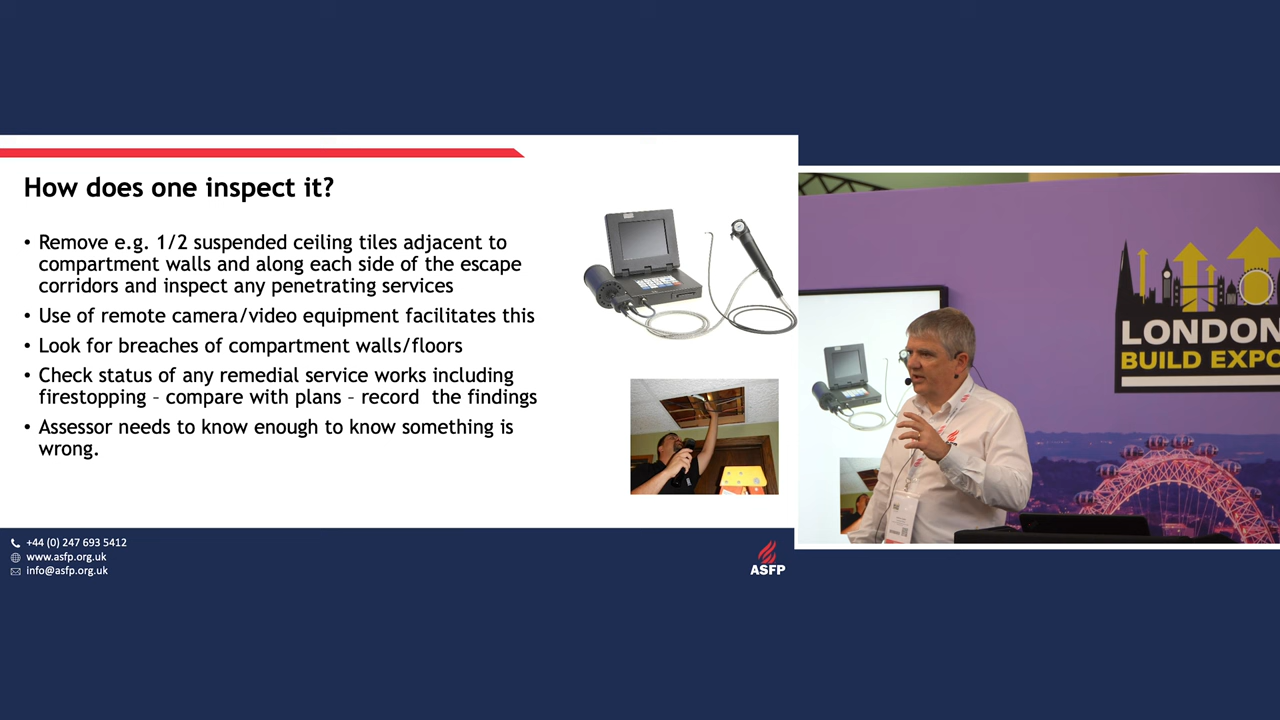 How does one inspect it?
• Remove e.g. 1/2 suspended ceiling tiles adjacent to
compartment walls and along each side of the escape
corridors and inspect any penetrating services
• Use of remote camera/video equipment facilitates this
• Look for breaches of compartment walls/floors
• Check status of any remedial service works including
firestopping – compare with plans – record  the findings
• Assessor needs to know enough to know something is
wrong.
+44 (0) 247 693 5412
www.asfp.org.uk
info@asfp.org.uk
ASFP
LONDON
BUILD EXPO